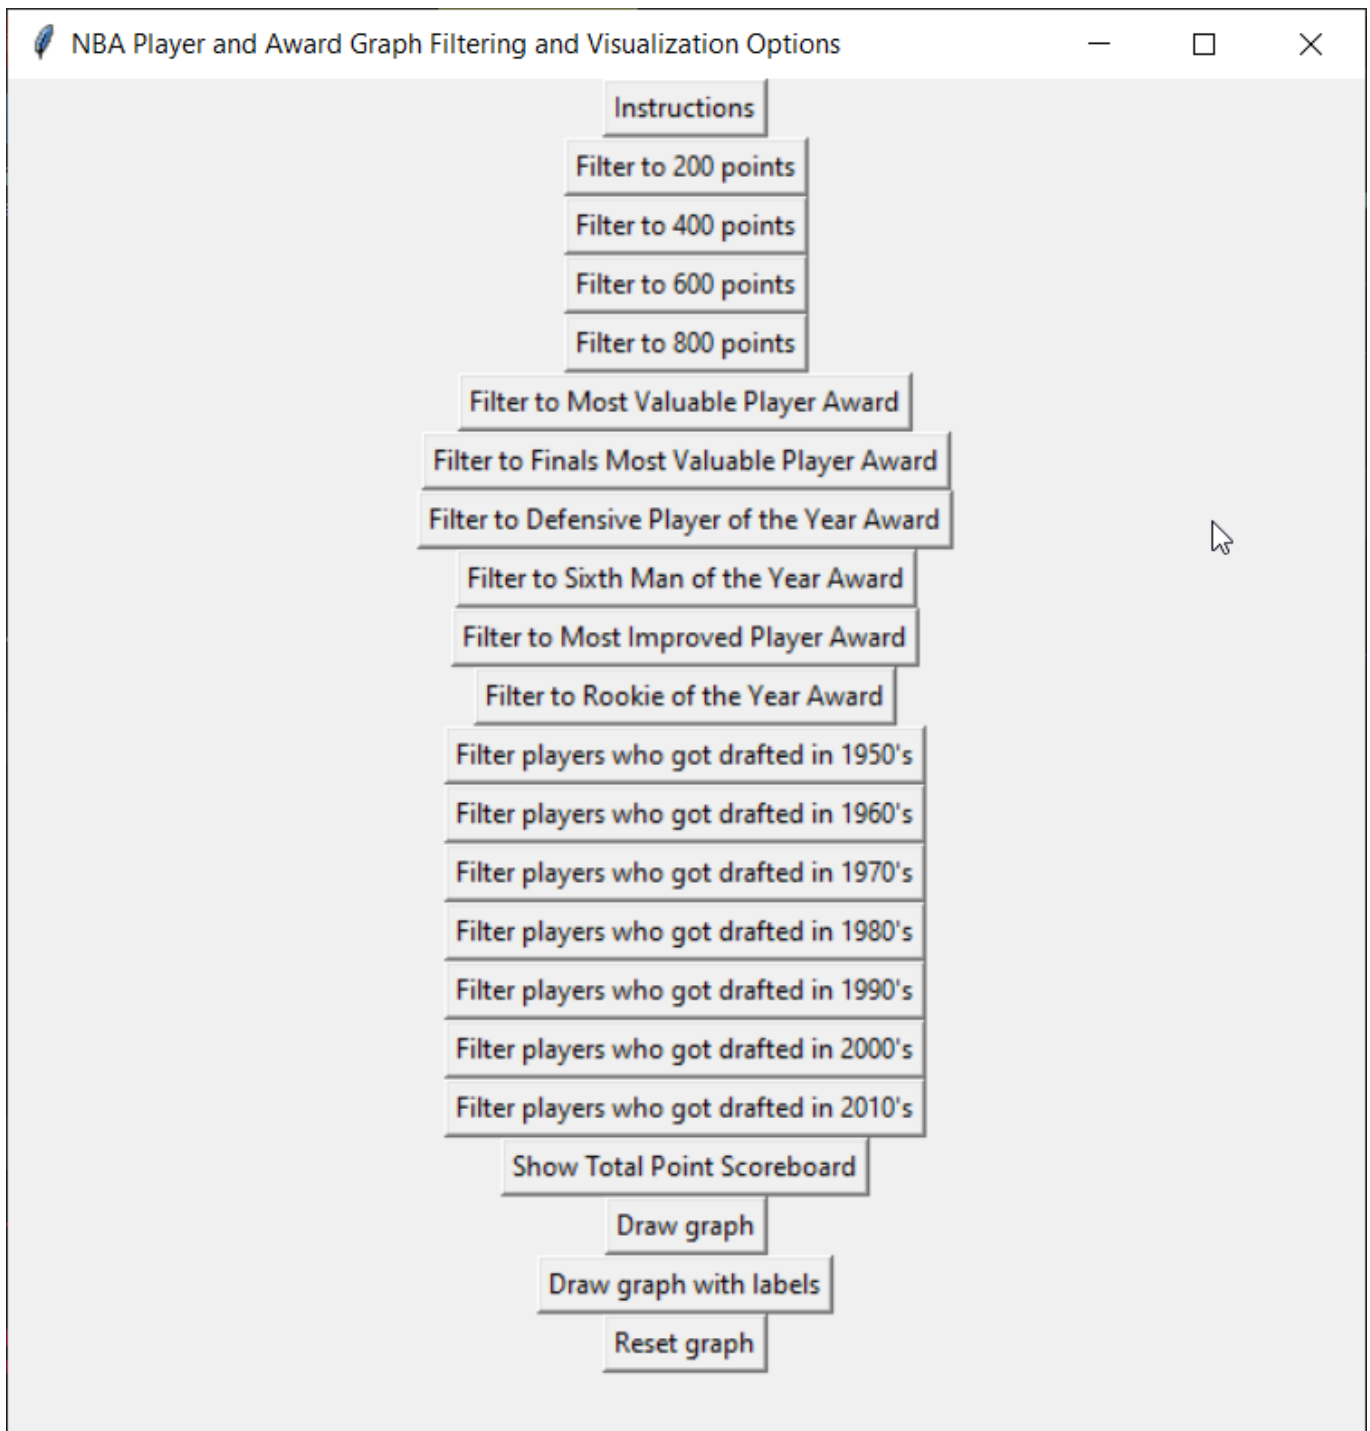 NBA Player and Award Graph Filtering and Visualization Options
Instructions
Filter to 200 points
Filter to 400 points
Filter to 600 points
Filter to 800 points
Filter to Most Valuable Player Award
Filter to Finals Most Valuable Player Award
Filter to Defensive Player of the Year Award
Filter to Sixth Man of the Year Award
Filter to Most Improved Player Award
Filter to Rookie of the Year Award
Filter players who got drafted in 1950's
Filter players who got drafted in 1960's
Filter players who got drafted in 1970's
Filter players who got drafted in 1980's
Filter players who got drafted in 1990's
Filter players who got drafted in 2000's
Filter players who got drafted in 2010's
Show Total Point Scoreboard
Draw graph
Draw graph with labels
Reset graph